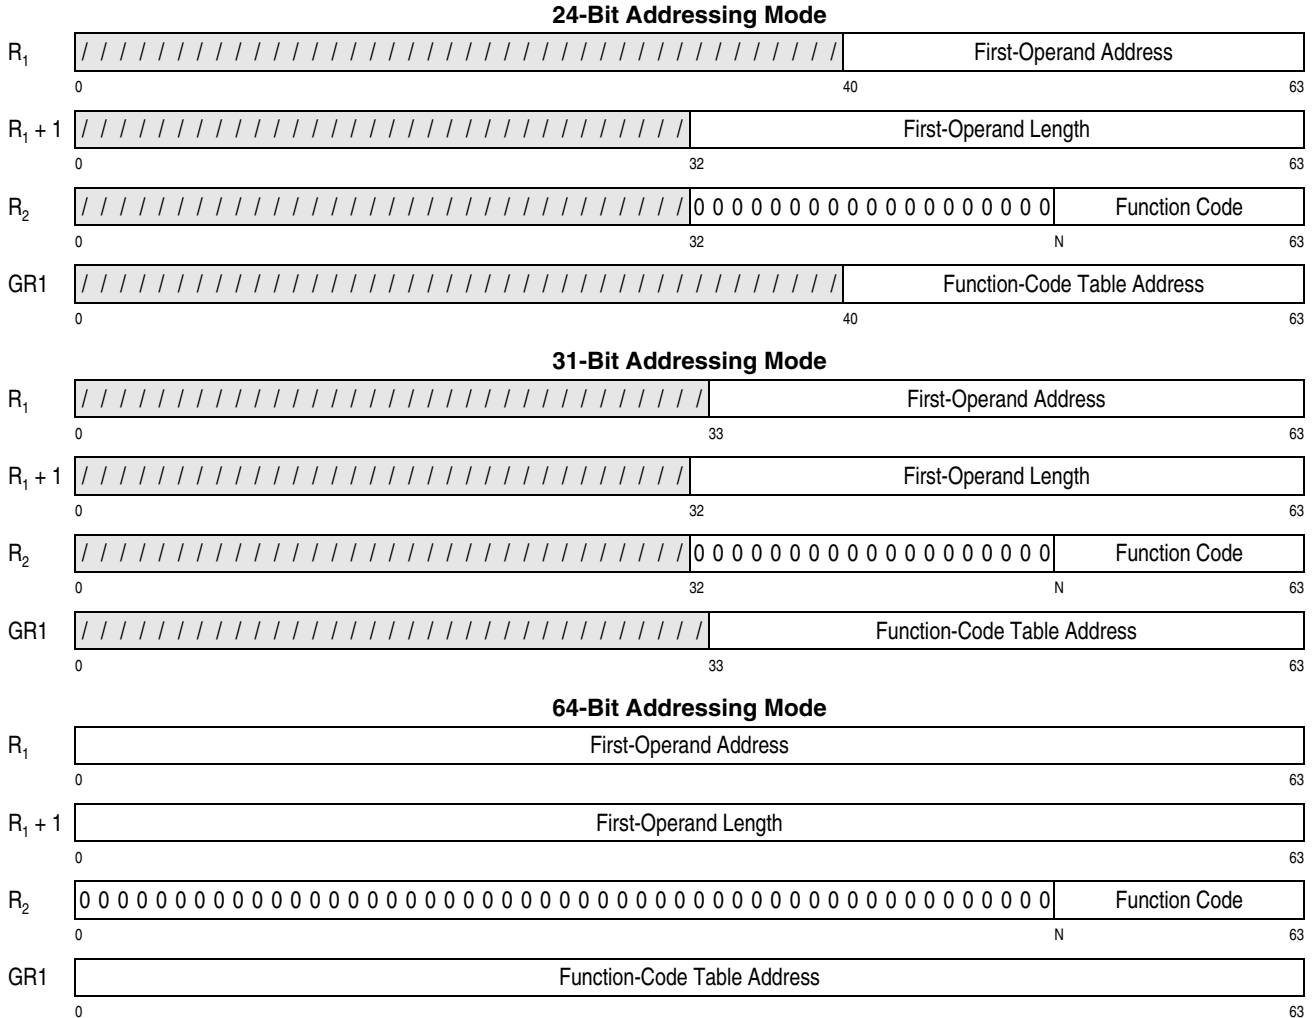 24-Bit Addressing Mode
R1 / / / / / / / / / / / / / / / / / / / / / / / / / / / / / / / / / / / / / / / / First-Operand Address
0 40 63
R1 + 1 / / / / / / / / / / / / / / / / / / / / / / / / / / / / / / / / First-Operand Length
0 32 63
R2 / / / / / / / / / / / / / / / / / / / / / / / / / / / / / / / / 0 0 0 0 0 0 0 0 0 0 0 0 0 0 0 0 0 0 0 Function Code
0 32 N 63
GR1 / / / / / / / / / / / / / / / / / / / / / / / / / / / / / / / / / / / / / / / / Function-Code Table Address
0 40 63
31-Bit Addressing Mode
R1 / / / / / / / / / / / / / / / / / / / / / / / / / / / / / / / / / First-Operand Address
0 33 63
R1 + 1 / / / / / / / / / / / / / / / / / / / / / / / / / / / / / / / / First-Operand Length
0 32 63
R2 / / / / / / / / / / / / / / / / / / / / / / / / / / / / / / / / 0 0 0 0 0 0 0 0 0 0 0 0 0 0 0 0 0 0 0 Function Code
0 32 N 63
GR1 / / / / / / / / / / / / / / / / / / / / / / / / / / / / / / / / / Function-Code Table Address
0 33 63
64-Bit Addressing Mode
R1 First-Operand Address
0 63
R1 + 1 First-Operand Length
0 63
R2 0 0 0 0 0 0 0 0 0 0 0 0 0 0 0 0 0 0 0 0 0 0 0 0 0 0 0 0 0 0 0 0 0 0 0 0 0 0 0 0 0 0 0 0 0 0 0 0 0 0 0 Function Code
0 N 63
GR1 Function-Code Table Address
0 63